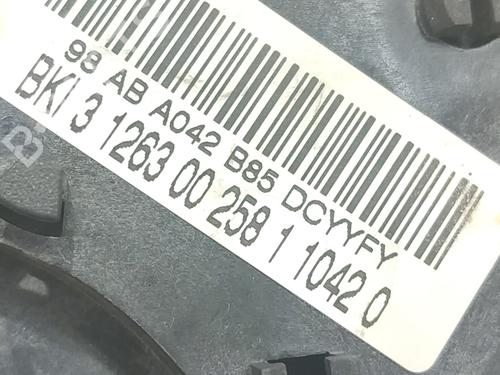 98 AB A042 B85 DCYYFY
BKI 3 1263 00 258 1 1042 0